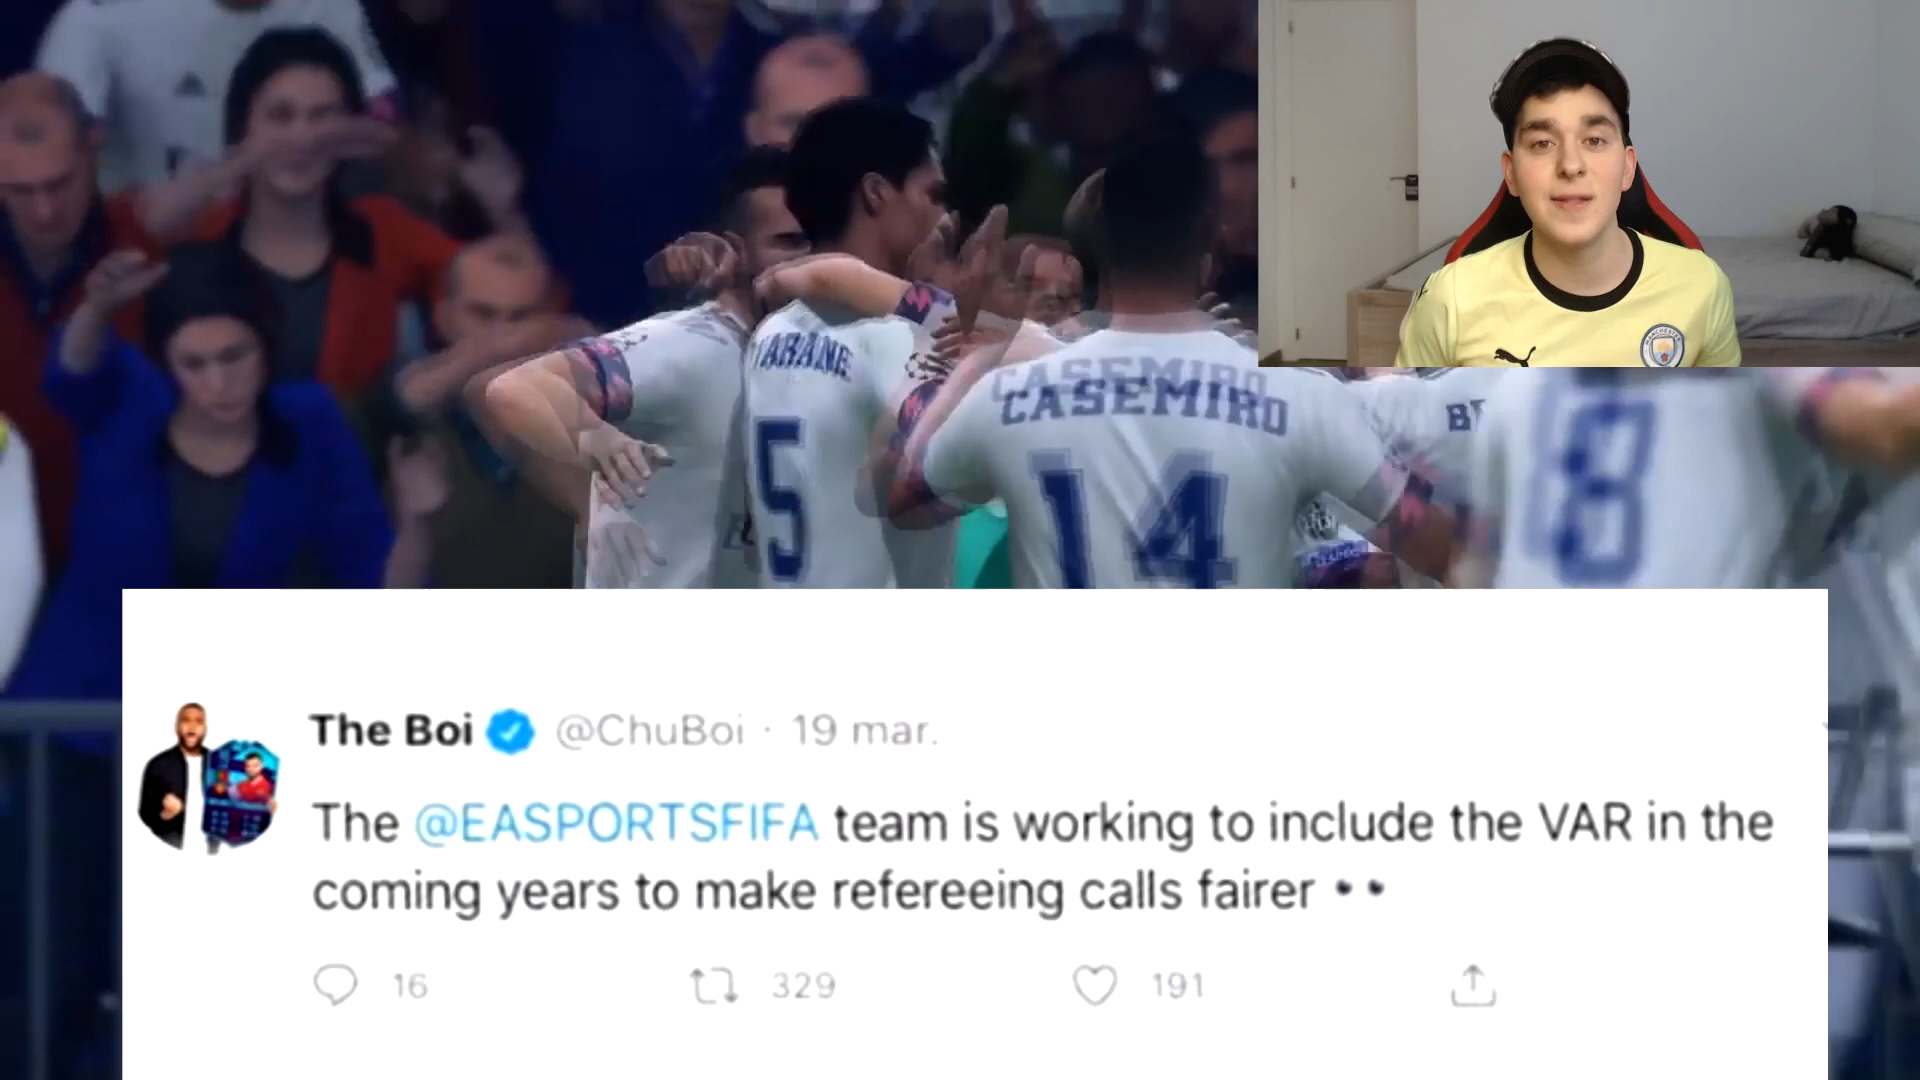 VARANE
5
CASEMIRO
14
8
The Boi @ChuBoi · 19 mar.
The @EASPORTSFIFA team is working to include the VAR in the
coming years to make refereeing calls fairer
16 329 191